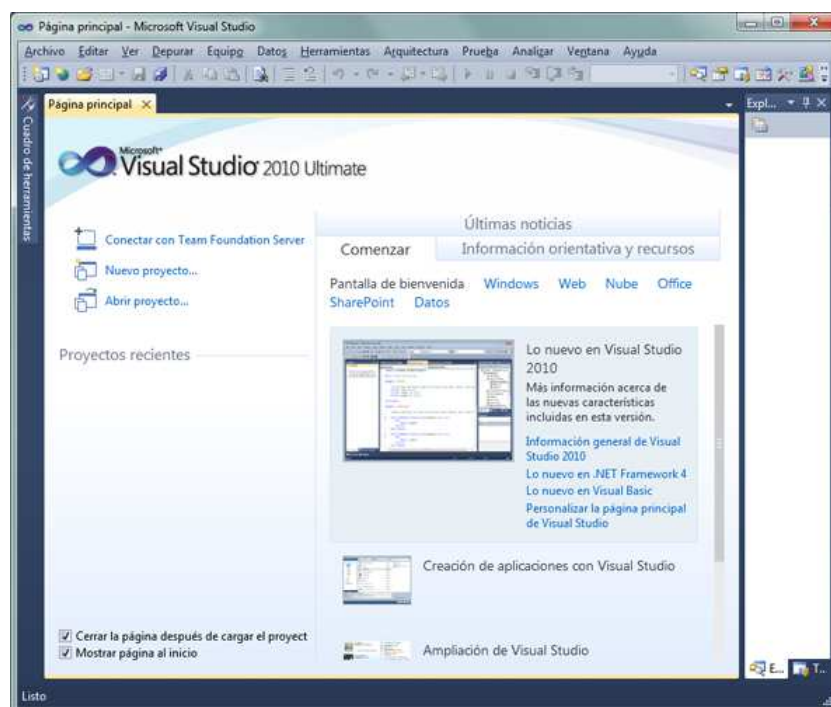 Página principal - Microsoft Visual Studio
Archivo Editar Ver Depurar Equipo Datos Herramientas Arquitectura Prueba Analizar Ventana Ayuda
Página principal
Expl...
Cuadro de herramientas
Microsoft®
Visual Studio 2010 Ultimate
Conectar con Team Foundation Server
Nuevo proyecto...
Abrir proyecto...
Proyectos recientes
Cerrar la página después de cargar el proyect
Mostrar página al inicio
Últimas noticias
Comenzar Información orientativa y recursos
Pantalla de bienvenida Windows Web Nube Office
SharePoint Datos
Lo nuevo en Visual Studio
2010
Más información acerca de
las nuevas características
incluidas en esta versión.
Información general de Visual
Studio 2010
Lo nuevo en .NET Framework 4
Lo nuevo en Visual Basic
Personalizar la página principal
de Visual Studio
Creación de aplicaciones con Visual Studio
Ampliación de Visual Studio
E... T...
Listo